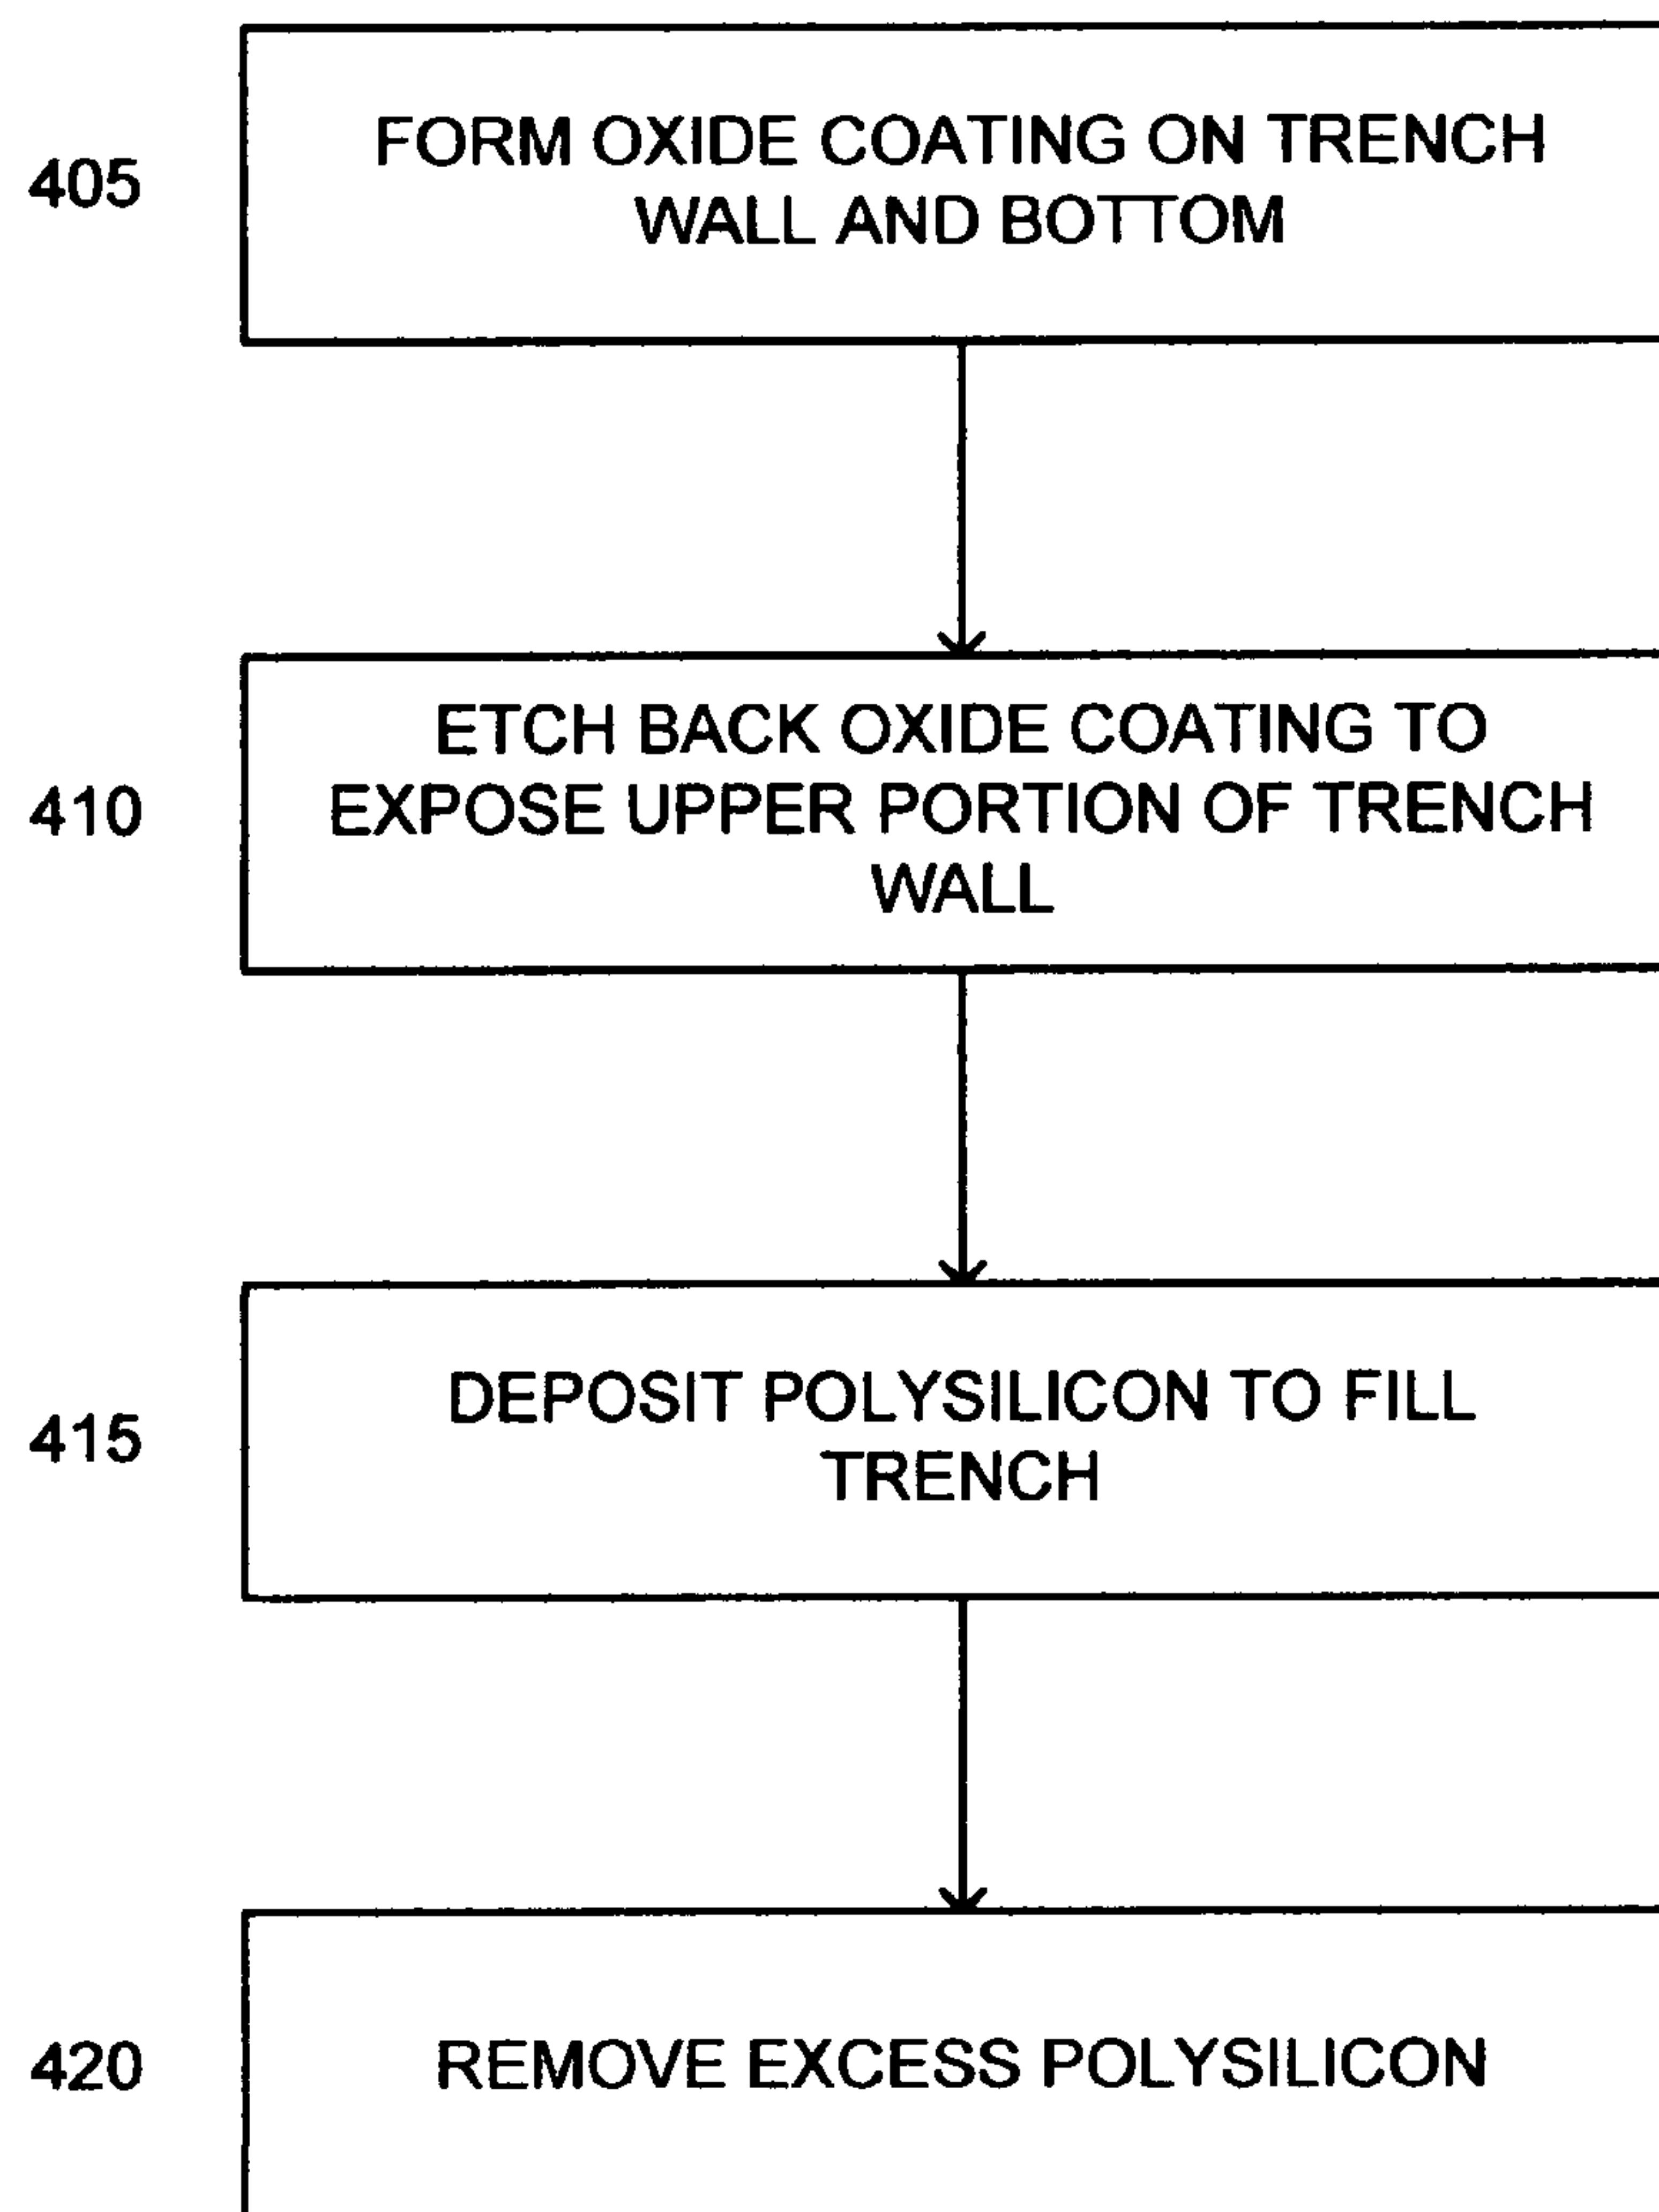 405
FORM OXIDE COATING ON TRENCH
WALL AND BOTTOM
410
ETCH BACK OXIDE COATING TO
EXPOSE UPPER PORTION OF TRENCH
WALL
415
DEPOSIT POLYSILICON TO FILL
TRENCH
420
REMOVE EXCESS POLYSILICON